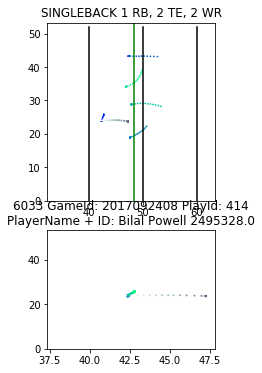 SINGLEBACK 1 RB, 2 TE, 2 WR
50
40
30
20
10
0
40 50 60
6033 GameId: 2017092408 PlayId: 414
PlayerName + ID: Bilal Powell 2495328.0
40
20
0
37.5 40.0 42.5 45.0 47.5